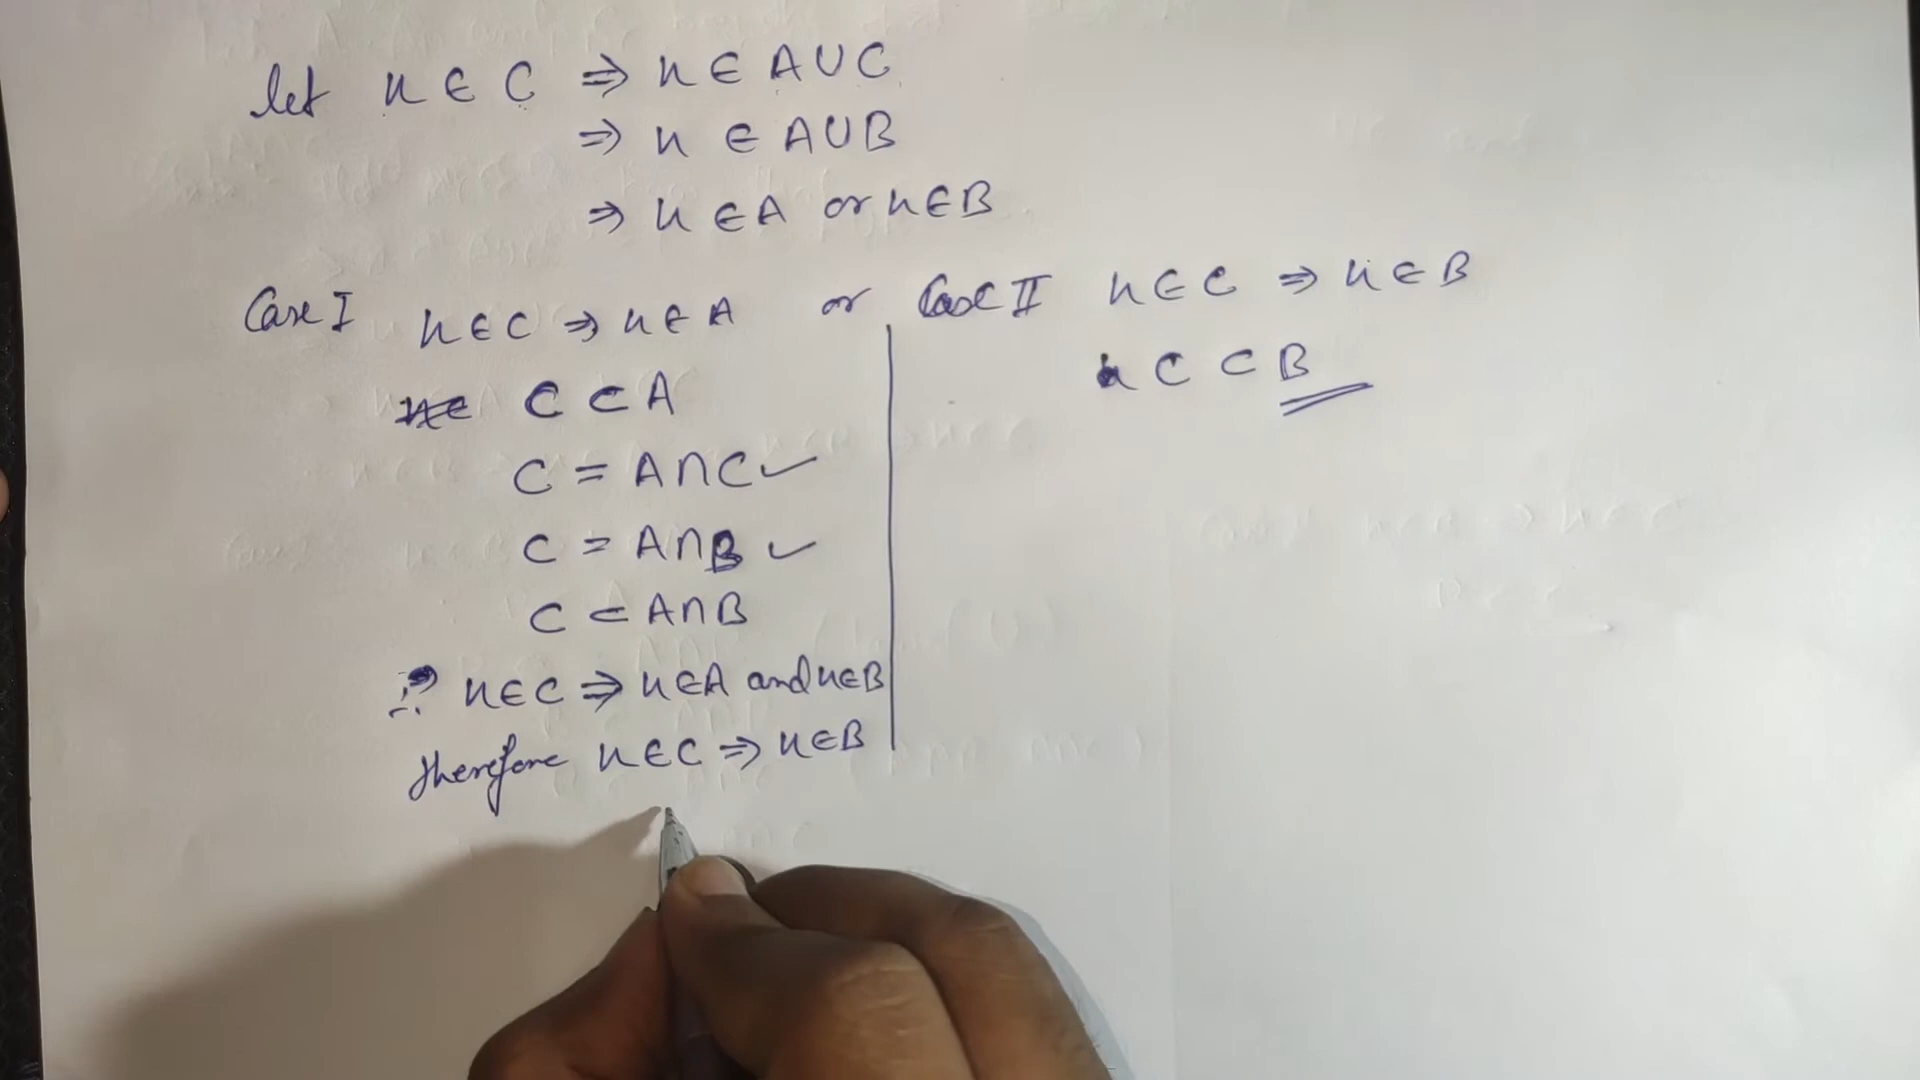 let x ∈ C ⇒ x ∈ A∪C
⇒ x ∈ A∪B
⇒ x ∈ A or x∈B
Case I x∈C ⇒ x∈A or Case II x∈C ⇒ x∈B
C ⊂ A
C ⊂ B
C = A∩C ✓
C = A∩B ✓
C ⊂ A∩B
x∈C ⇒ x∈A and x∈B
therefore x∈C ⇒ x∈B